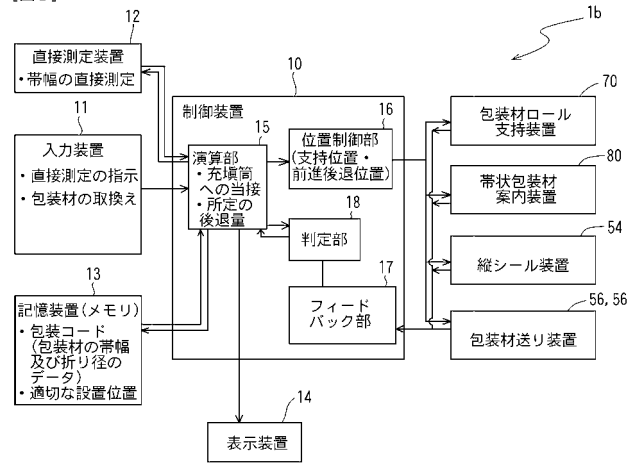 1b
12
直接測定装置
・帯幅の直接測定
11
入力装置
・直接測定の指示
・包装材の取換え
13
記憶装置(メモリ)
・包装コード
(包装材の帯幅
及び折り径の
データ)
・適切な設置位置
10
制御装置
15
演算部
・充填筒
への当接
・所定の
後退量
16
位置制御部
(支持位置・
前進後退位置)
18
判定部
17
フィード
バック部
14
表示装置
70
包装材ロール
支持装置
80
帯状包装材
案内装置
54
縦シール装置
56, 56
包装材送り装置